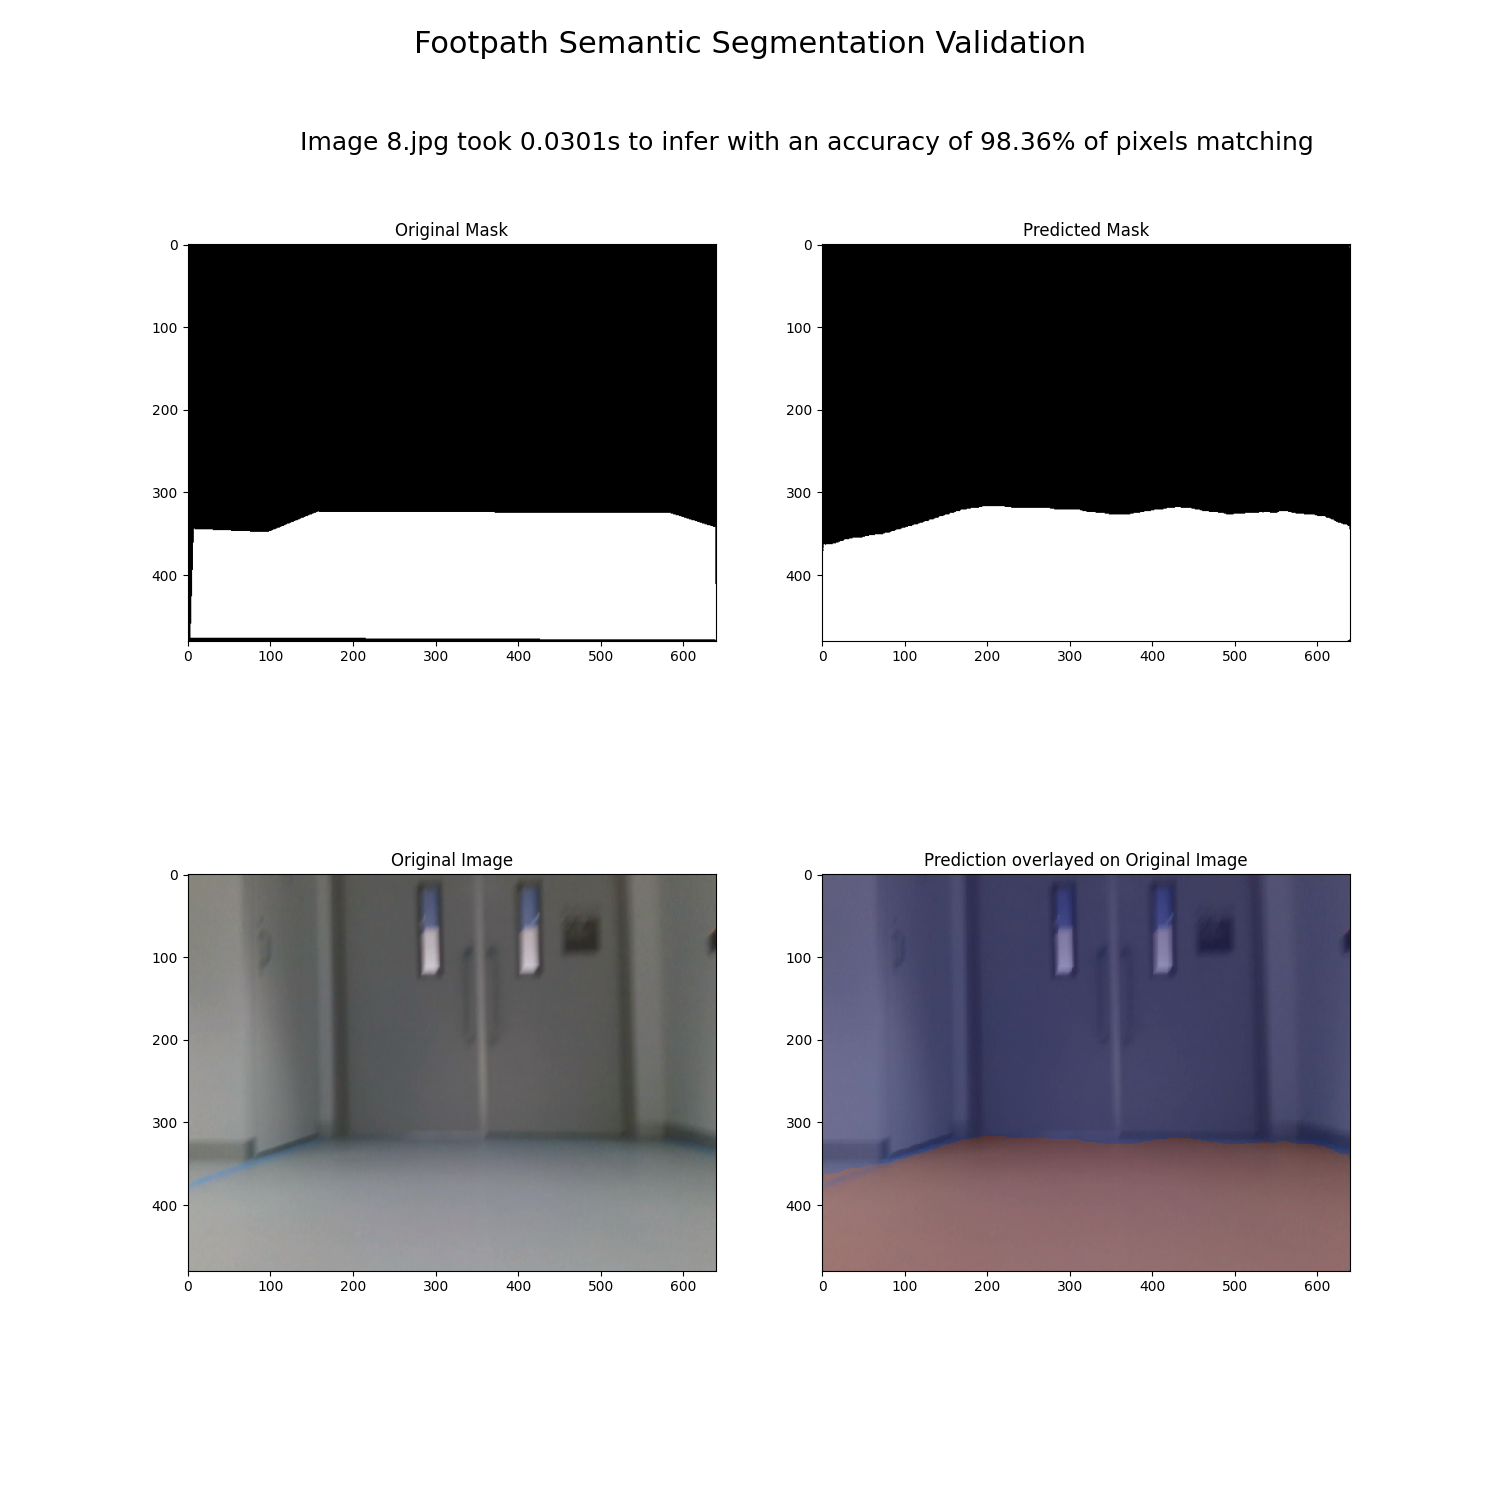 Footpath Semantic Segmentation Validation
Image 8.jpg took 0.0301s to infer with an accuracy of 98.36% of pixels matching
Original Mask
0
100
200
300
400
0 100 200 300 400 500 600
Predicted Mask
0
100
200
300
400
0 100 200 300 400 500 600
Original Image
0
100
200
300
400
0 100 200 300 400 500 600
Prediction overlayed on Original Image
0
100
200
300
400
0 100 200 300 400 500 600